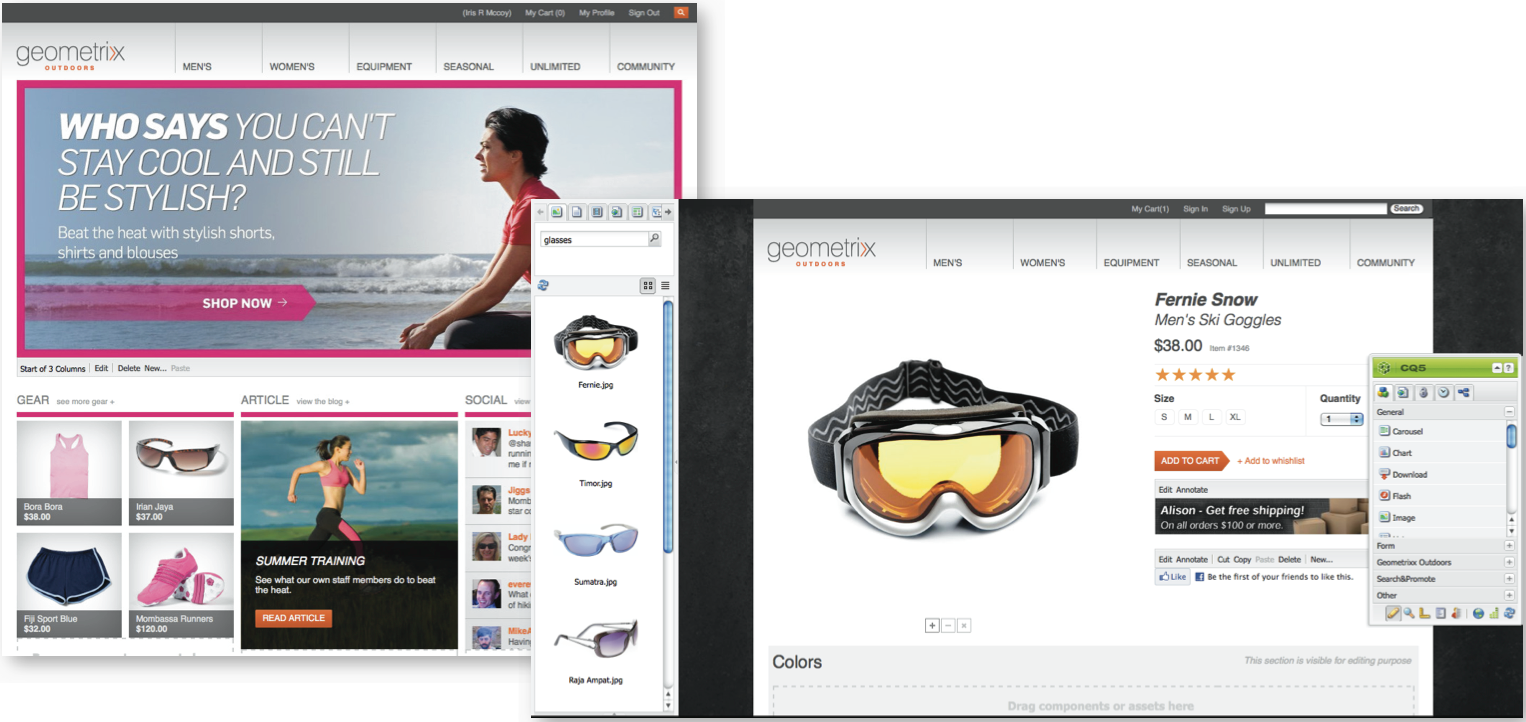 (Iris R Mccoy) My Cart (0) My Profile Sign Out
geometrixx
OUTDOORS
MEN'S WOMEN'S EQUIPMENT SEASONAL UNLIMITED COMMUNITY
WHO SAYS YOU CAN'T
STAY COOL AND STILL
BE STYLISH?
Beat the heat with stylish shorts,
shirts and blouses
SHOP NOW →
Start of 3 Columns Edit Delete New... Paste
GEAR see more gear + ARTICLE view the blog + SOCIAL view
Bora Bora
$38.00
Irian Jaya
$37.00
Fiji Sport Blue
$32.00
Mombassa Runners
$120.00
SUMMER TRAINING
See what our own staff members do to beat
the heat.
READ ARTICLE
Lucky
@sha
runnin
me if r
Jiggs
Momb
star co
Lady
Congr
week's
evere
What
of hiki
MikeA
Having
glasses
Fernie.jpg
Timor.jpg
Sumatra.jpg
Raja Ampat.jpg
My Cart(1) Sign In Sign Up Search
geometrixx
OUTDOORS
MEN'S WOMEN'S EQUIPMENT SEASONAL UNLIMITED COMMUNITY
Fernie Snow
Men's Ski Goggles
$38.00 Item #1346
Size Quantity
S M L XL 1
ADD TO CART + Add to whishlist
Edit Annotate
Alison - Get free shipping!
On all orders $100 or more.
Edit Annotate Cut Copy Paste Delete New...
Like Be the first of your friends to like this.
CQ5
General
Carousel
Chart
Download
Flash
Image
Form
Geometrixx Outdoors
Search&Promote
Other
Colors This section is visible for editing purpose
Drag components or assets here